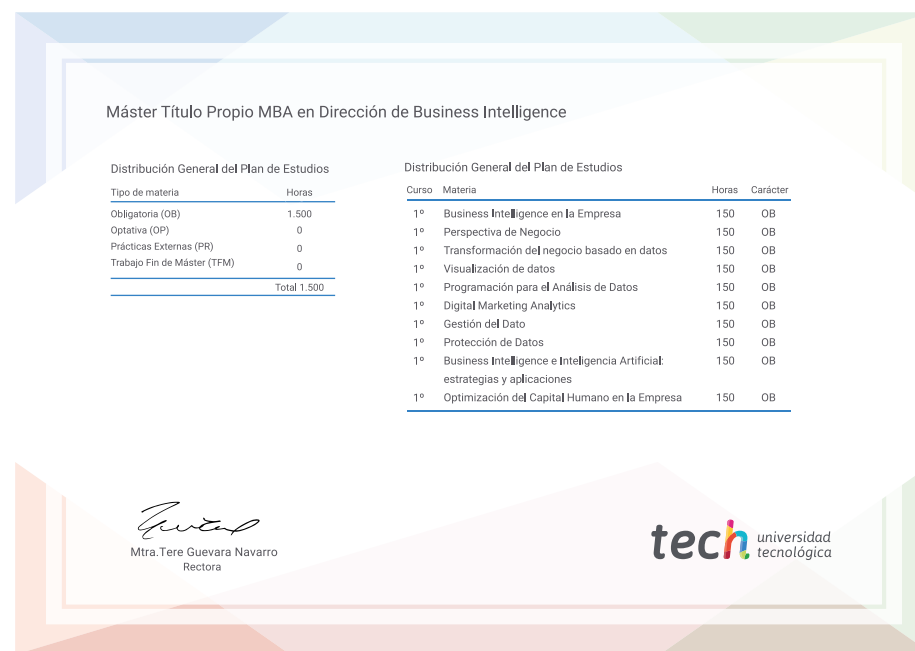 Máster Título Propio MBA en Dirección de Business Intelligence
Distribución General del Plan de Estudios
Tipo de materia Horas
Obligatoria (OB) 1.500
Optativa (OP) 0
Prácticas Externas (PR) 0
Trabajo Fin de Máster (TFM) 0
Total 1.500
Distribución General del Plan de Estudios
Curso Materia Horas Carácter
1º Business Intelligence en la Empresa 150 OB
1º Perspectiva de Negocio 150 OB
1º Transformación del negocio basado en datos 150 OB
1º Visualización de datos 150 OB
1º Programación para el Análisis de Datos 150 OB
1º Digital Marketing Analytics 150 OB
1º Gestión del Dato 150 OB
1º Protección de Datos 150 OB
1º Business Intelligence e Inteligencia Artificial: 150 OB
estrategias y aplicaciones
1º Optimización del Capital Humano en la Empresa 150 OB
Mtra.Tere Guevara Navarro
Rectora
tech universidad
tecnológica